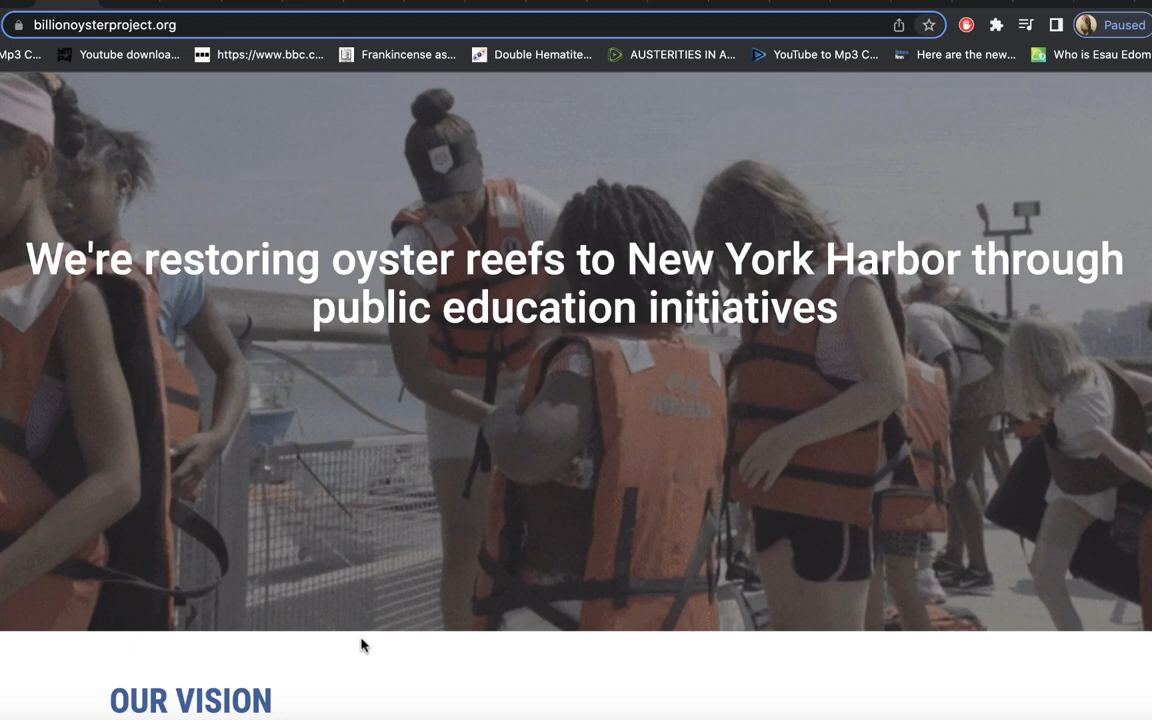 billionoysterproject.org
Paused
Mp3 C...
Youtube downloa...
https://www.bbc.c...
Frankincense as...
Double Hematite...
AUSTERITIES IN A...
YouTube to Mp3 C...
Here are the new...
Who is Esau Edom
We're restoring oyster reefs to New York Harbor through
public education initiatives
OUR VISION